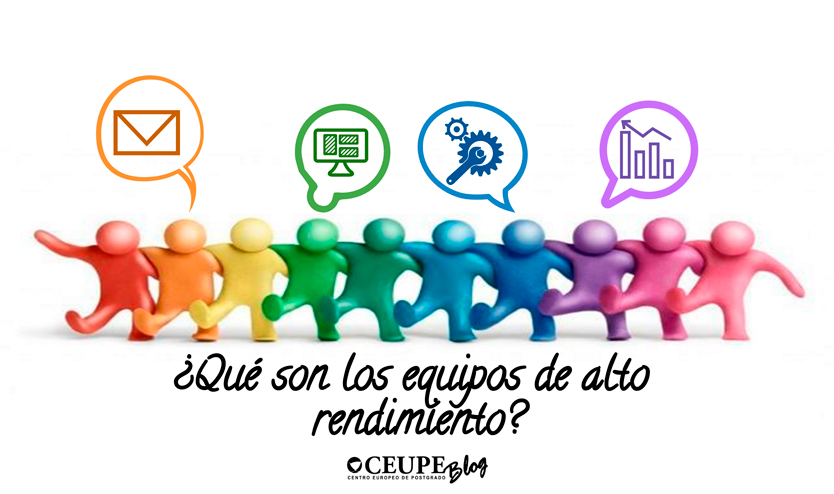 ¿Qué son los equipos de alto
rendimiento?
CEUPE Blog
CENTRO EUROPEO DE POSTGRADO